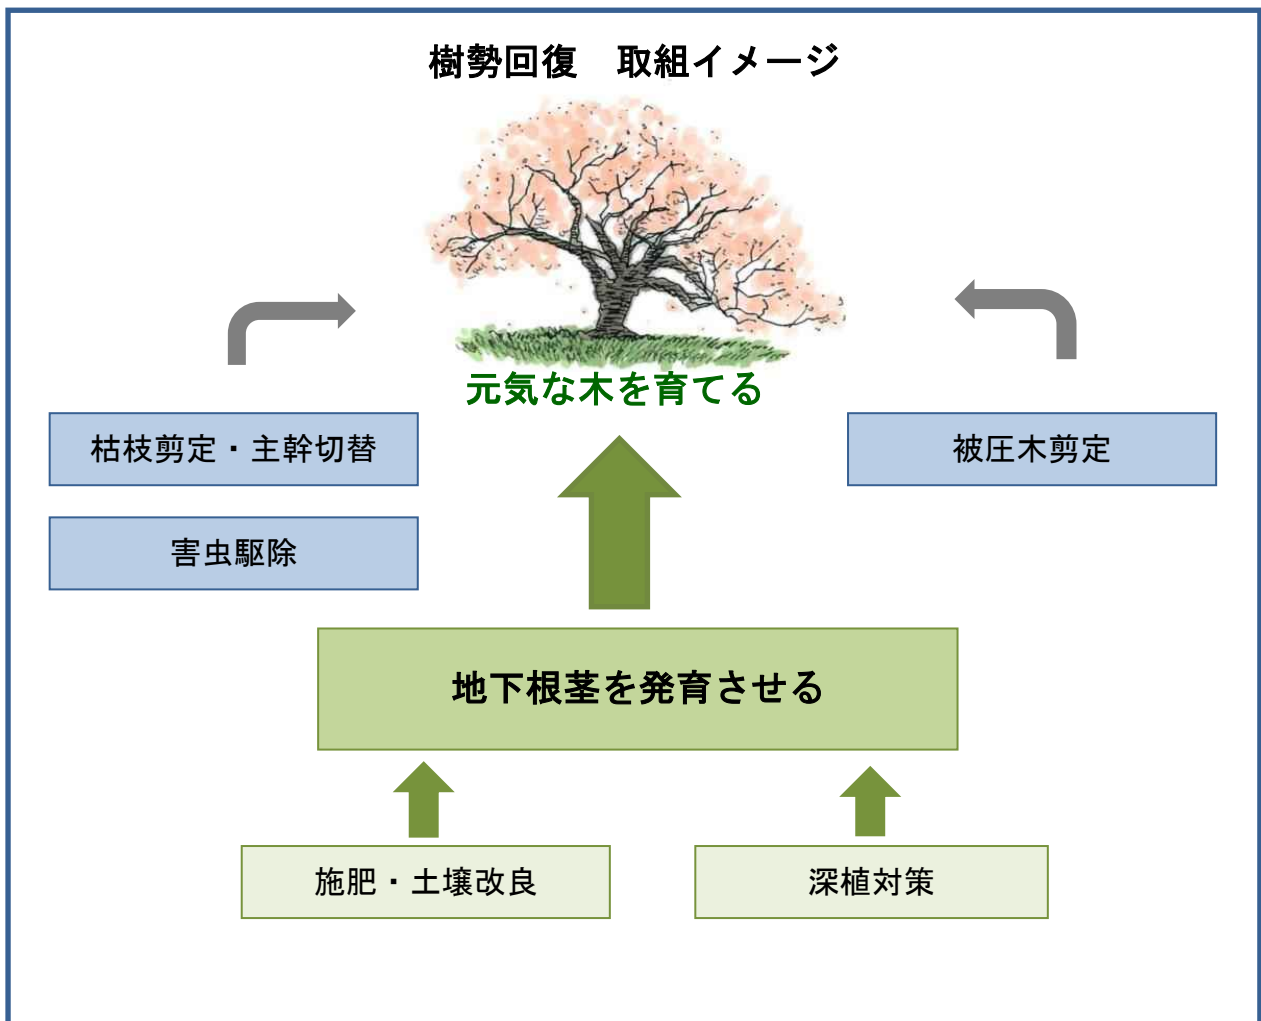 樹勢回復　取組イメージ
元気な木を育てる
枯枝剪定・主幹切替
被圧木剪定
害虫駆除
地下根茎を発育させる
施肥・土壌改良
深植対策